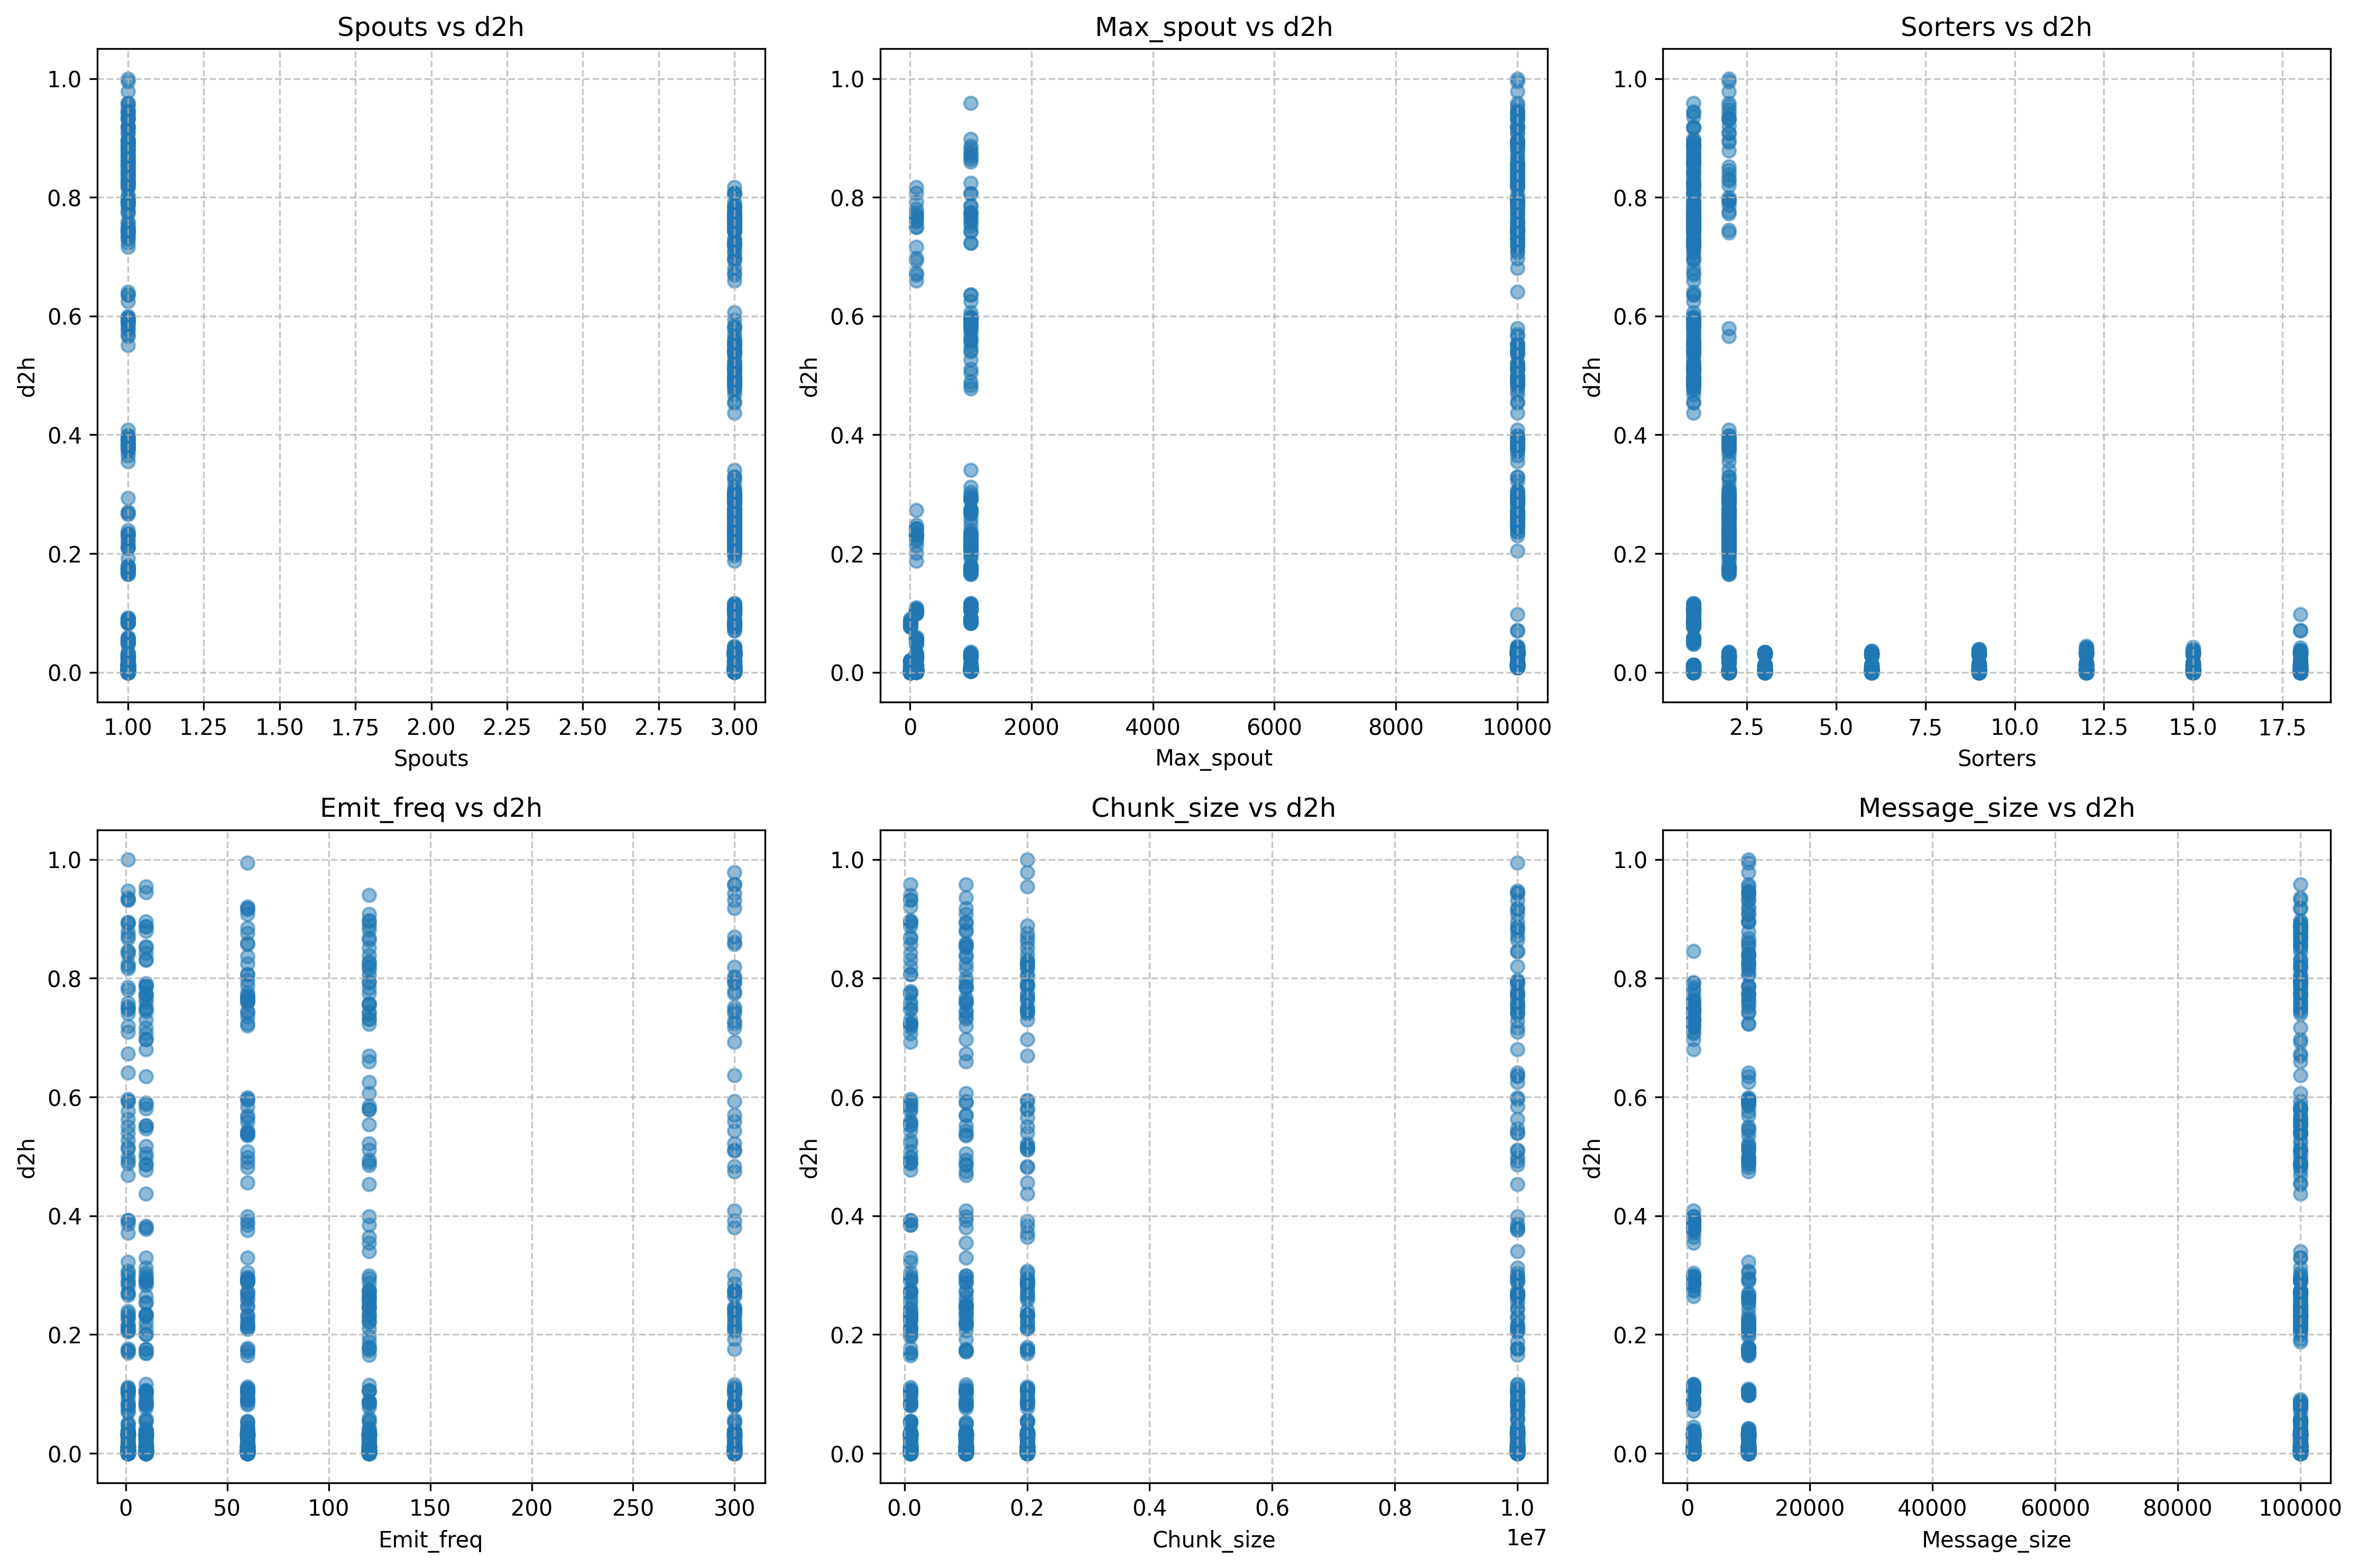 Spouts vs d2h
1.0
0.8
0.6
0.4
0.2
0.0
d2h
1.00 1.25 1.50 1.75 2.00 2.25 2.50 2.75 3.00
Spouts
Max_spout vs d2h
1.0
0.8
0.6
0.4
0.2
0.0
d2h
0 2000 4000 6000 8000 10000
Max_spout
Sorters vs d2h
1.0
0.8
0.6
0.4
0.2
0.0
d2h
2.5 5.0 7.5 10.0 12.5 15.0 17.5
Sorters
Emit_freq vs d2h
1.0
0.8
0.6
0.4
0.2
0.0
d2h
0 50 100 150 200 250 300
Emit_freq
Chunk_size vs d2h
1.0
0.8
0.6
0.4
0.2
0.0
d2h
0.0 0.2 0.4 0.6 0.8 1.0
1e7
Chunk_size
Message_size vs d2h
1.0
0.8
0.6
0.4
0.2
0.0
d2h
0 20000 40000 60000 80000 100000
Message_size